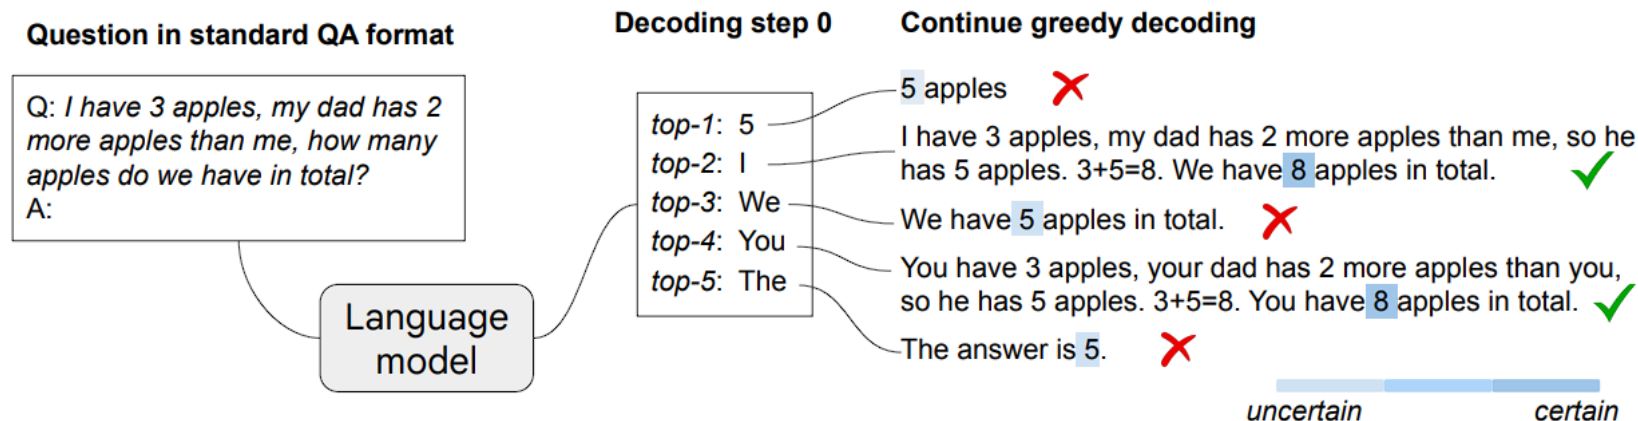 Question in standard QA format
Q: I have 3 apples, my dad has 2
more apples than me, how many
apples do we have in total?
A:
Language
model
Decoding step 0
top-1: 5
top-2: I
top-3: We
top-4: You
top-5: The
Continue greedy decoding
5 apples
I have 3 apples, my dad has 2 more apples than me, so he
has 5 apples. 3+5=8. We have 8 apples in total.
We have 5 apples in total.
You have 3 apples, your dad has 2 more apples than you,
so he has 5 apples. 3+5=8. You have 8 apples in total.
The answer is 5.
uncertain certain